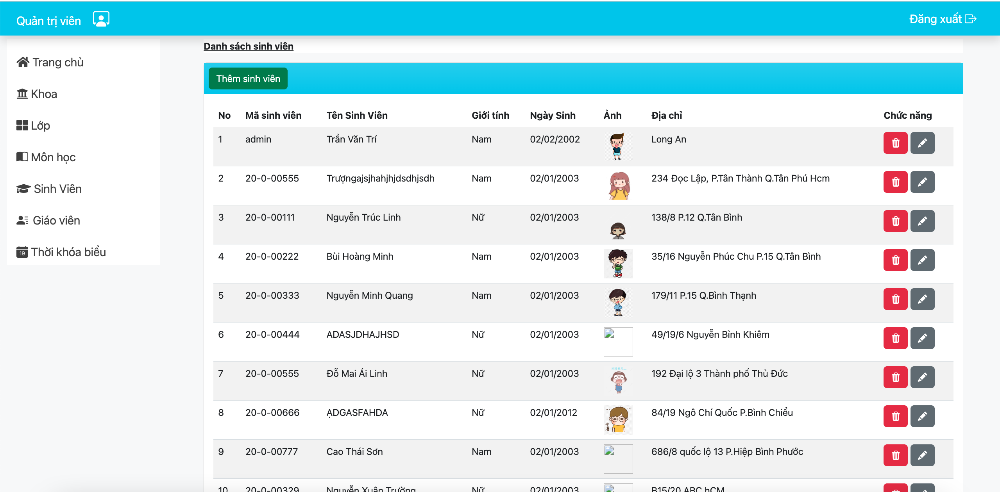 Quản trị viên
Đăng xuất
Trang chủ
Khoa
Lớp
Môn học
Sinh Viên
Giáo viên
19 Thời khóa biểu
Danh sách sinh viên
Thêm sinh viên
No Mã sinh viên Tên Sinh Viên Giới tính Ngày Sinh Ảnh Địa chỉ Chức năng
1 admin Trần Văn Trí Nam 02/02/2002 Long An
2 20-0-00555 Trượngajsjhahjhjdsdhjsdh Nam 02/01/2003 234 Đọc Lập, P.Tân Thành Q.Tân Phú Hcm
3 20-0-00111 Nguyễn Trúc Linh Nữ 02/01/2003 138/8 P.12 Q.Tân Bình
4 20-0-00222 Bùi Hoàng Minh Nam 02/01/2003 35/16 Nguyễn Phúc Chu P.15 Q.Tân Bình
5 20-0-00333 Nguyễn Minh Quang Nam 02/01/2003 179/11 P.15 Q.Bình Thạnh
6 20-0-00444 ADASJDHAJHSD Nữ 02/01/2003 49/19/6 Nguyễn Bỉnh Khiêm
7 20-0-00555 Đỗ Mai Ái Linh Nữ 02/01/2003 192 Đại lộ 3 Thành phố Thủ Đức
8 20-0-00666 ẠDGASFAHDA Nữ 02/01/2012 84/19 Ngô Chí Quốc P.Bình Chiểu
9 20-0-00777 Cao Thái Sơn Nam 02/01/2003 686/8 quốc lộ 13 P.Hiệp Bình Phước
10 20-0-00329 Nguyễn Xuân Trường Nữ 02/01/2003 B15/20 ABC hCM